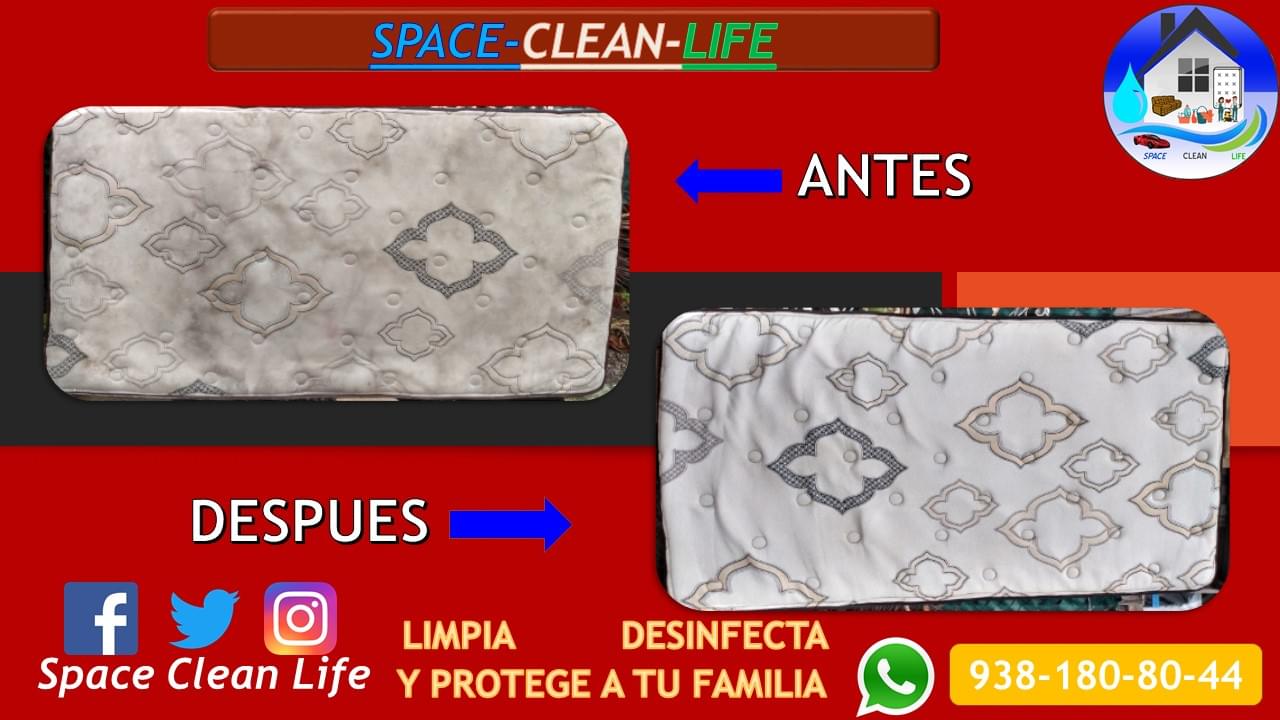 SPACE-CLEAN-LIFE
SPACE CLEAN LIFE
ANTES
DESPUES
Space Clean Life
LIMPIA DESINFECTA
Y PROTEGE A TU FAMILIA
938-180-80-44